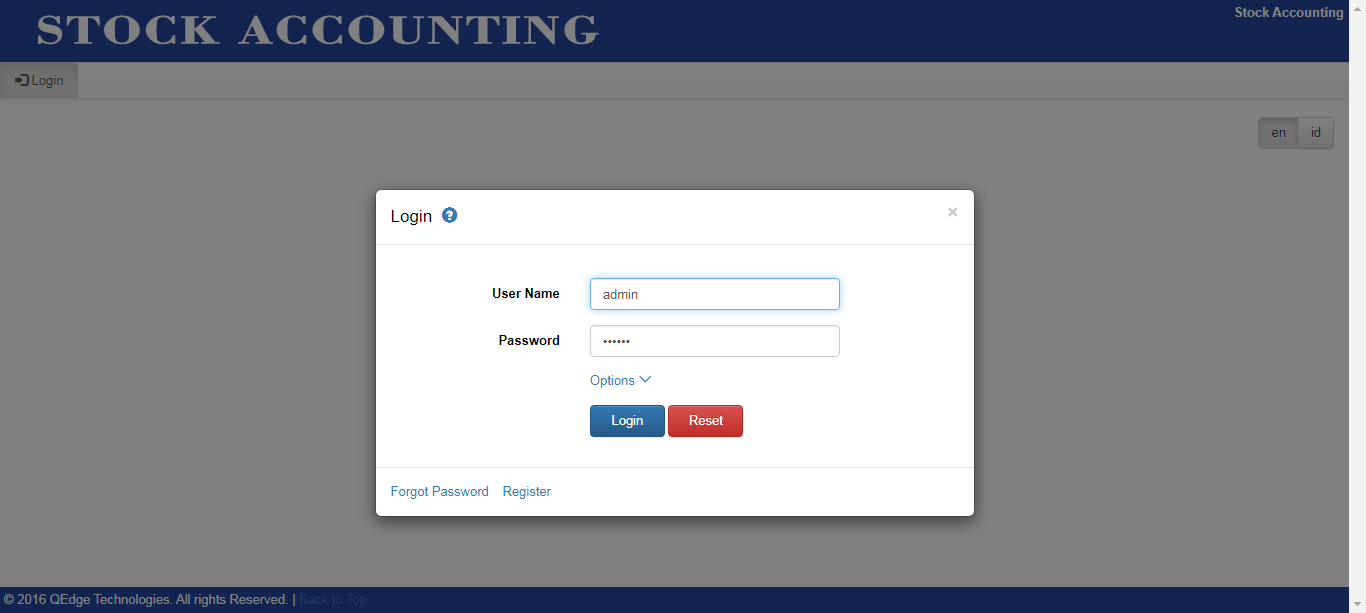 STOCK ACCOUNTING
Stock Accounting
Login
en id
Login
User Name admin
Password ••••••
Options
Login Reset
Forgot Password Register
© 2016 QEdge Technologies. All rights Reserved. | Back to Top